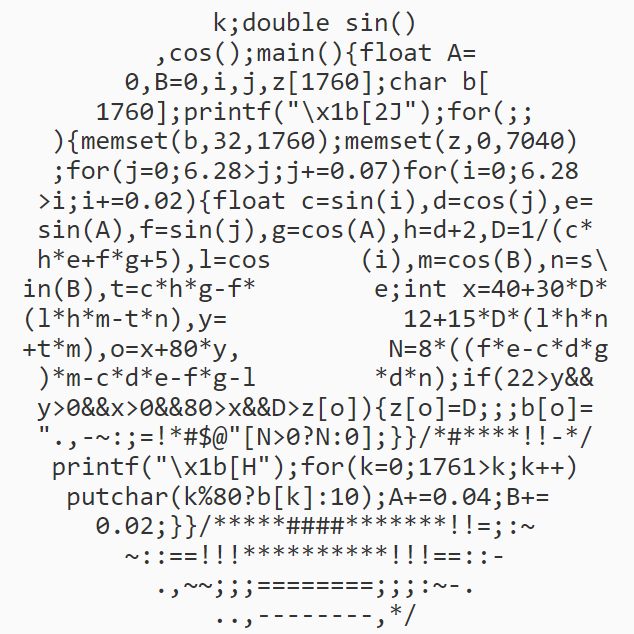 k;double sin()
,cos();main(){float A=
0,B=0,i,j,z[1760];char b[
1760];printf("\x1b[2J");for(;;
){memset(b,32,1760);memset(z,0,7040)
;for(j=0;6.28>j;j+=0.07)for(i=0;6.28
>i;i+=0.02){float c=sin(i),d=cos(j),e=
sin(A),f=sin(j),g=cos(A),h=d+2,D=1/(c*
h*e+f*g+5),l=cos      (i),m=cos(B),n=s\
in(B),t=c*h*g-f*        e;int x=40+30*D*
(l*h*m-t*n),y=            12+15*D*(l*h*n
+t*m),o=x+80*y,          N=8*((f*e-c*d*g
)*m-c*d*e-f*g-l        *d*n);if(22>y&&
y>0&&x>0&&80>x&&D>z[o]){z[o]=D;;;b[o]=
".,-~:;=!*#$@"[N>0?N:0];}}/*#****!!-*/
printf("\x1b[H");for(k=0;1761>k;k++)
putchar(k%80?b[k]:10);A+=0.04;B+=
0.02;}}/*****####*******!!=;:~
~::==!!!**********!!!==::-
.,~~;;;========;;;:~-.
..,--------,*/